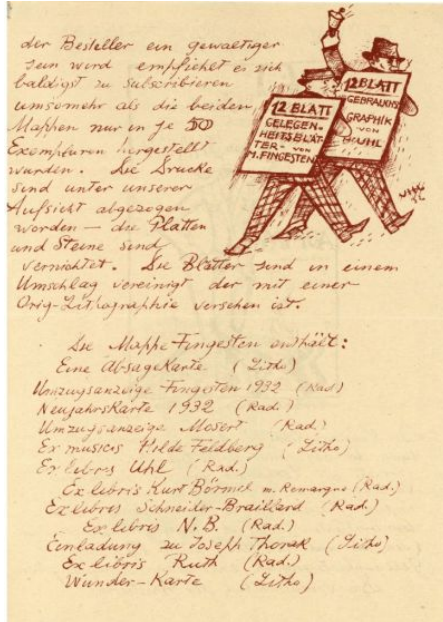 der Besteller ein gewaltiger
sein wird empfiehlt es sich
baldigst zu subscribieren
umsomehr als die beiden
Mappen nur in je 50
Exemplaren hergestellt
wurden. Die Drucke
sind unter unserer
Aufsicht abgezogen
worden — die Platten
und Steine sind
vernichtet. Die Blätter sind in einem
Umschlag vereinigt der mit einer
Orig-Lithographie versehen ist.
12 BLATT
GELEGEN-
HEITSBLÄT-
TER - VON
M. FINGESTEN
12 BLATT
GEBRAUCHS
GRAPHIK
VON
B. UHL
Die Mappe Fingesten enthält:
Eine Absagekarte (Litho)
Umzugsanzeige Fingesten 1932 (Rad)
Neujahrskarte 1932 (Rad.)
Umzugsanzeige Mosert (Rad.)
Ex musicis Hilde Feldberg (Litho)
Ex libris Uhl (Rad.)
Ex libris Kurt Börmel m. Remarque (Rad.)
Ex libris Schneider-Brailliard (Rad.)
Ex libris N.B (Rad.)
Einladung zu Joseph Thorak (Litho)
Ex libris Ruth (Rad.)
Wunder-Karte (Litho)